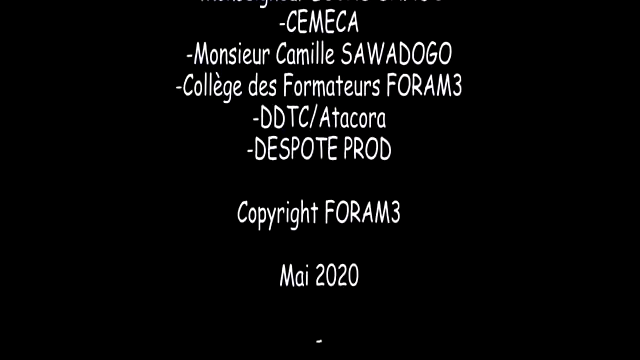 -CEMECA
-Monsieur Camille SAWADOGO
-Collège des Formateurs FORAM3
-DDTC/Atacora
-DESPOTE PROD
Copyright FORAM3
Mai 2020
-